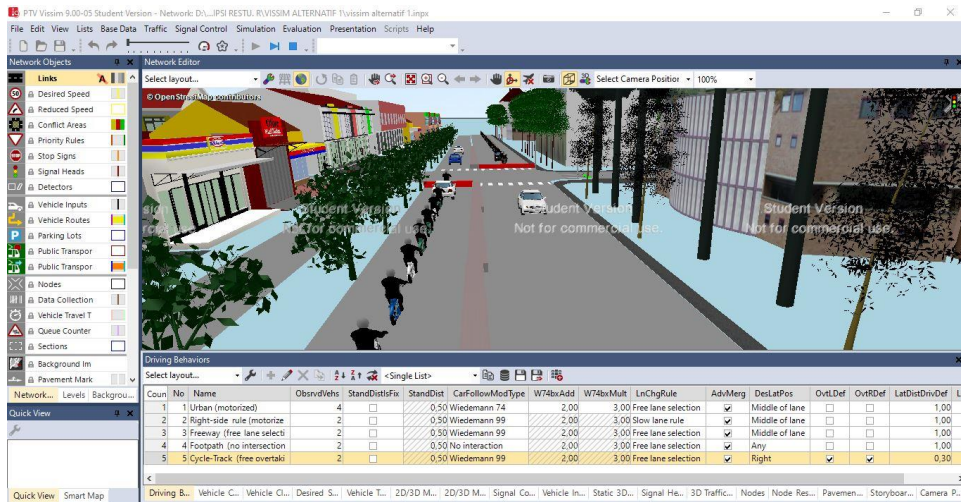 PTV Vissim 9.00-05 Student Version - Network: D:\...IPSI RESTU. R\VISSIM ALTERNATIF 1\vissim alternatif 1.inpx
File Edit View Lists Base Data Traffic Signal Control Simulation Evaluation Presentation Scripts Help
Network Objects
Network Editor
Links
Select layout...
Select Camera Position
100%
© OpenStreetMap contributors
Desired Speed
Reduced Speed
Conflict Areas
Priority Rules
Stop Signs
Signal Heads
Detectors
Vehicle Inputs
Vehicle Routes
Parking Lots
Public Transpor
Public Transpor
Nodes
Data Collection
Vehicle Travel T
Queue Counter
Sections
Background Im
Pavement Mark
Network... Levels Backgrou...
Student Version
Not for commercial use.
Student Version
Not for commercial use.
Student Version
Not for commercial use.
Driving Behaviors
Select layout...
<Single List>
Coun No Name ObsrvdVehs StandDistIsFix StandDist CarFollowModType W74bxAdd W74bxMult LnChgRule AdvMerg DesLatPos OvtLDef OvtRDef LatDistDrivDef L
1 1 Urban (motorized) 4 0,50 Wiedemann 74 2,00 3,00 Free lane selection Middle of lane 1,00
2 2 Right-side rule (motorize 2 0,50 Wiedemann 99 2,00 3,00 Slow lane rule Middle of lane 1,00
3 3 Freeway (free lane selecti 2 0,50 Wiedemann 99 2,00 3,00 Free lane selection Middle of lane 1,00
4 4 Footpath (no intersection 2 0,50 No interaction 2,00 3,00 Free lane selection Any 1,00
5 5 Cycle-Track (free overtaki 2 0,50 Wiedemann 99 2,00 3,00 Free lane selection Right 0,30
Quick View
Quick View Smart Map
Driving B... Vehicle C... Vehicle Cl... Desired S... Vehicle T... 2D/3D M... 2D/3D M... Signal Co... Vehicle In... Static 3D... Signal He... 3D Traffic... Nodes Node Res... Pavemen... Storyboar... Camera P...